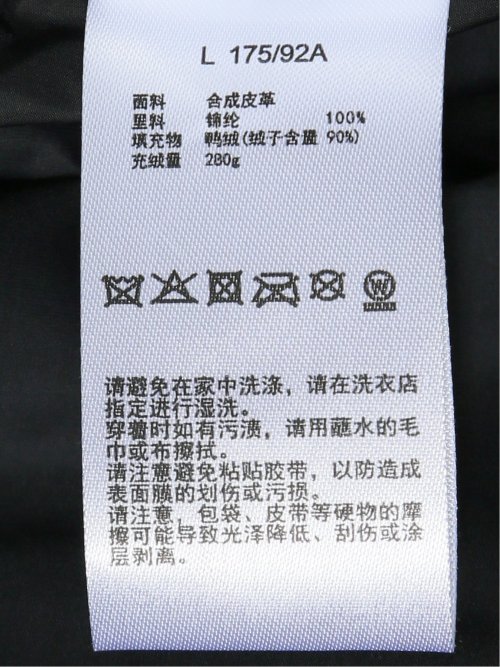 L 175/92A
面料 合成皮革
里料 锦纶 100%
填充物 鸭绒(绒子含量 90%)
充绒量 280g
W
请避免在家中洗涤，请在洗衣店
指定进行湿洗。
穿着时如有污渍，请用蘸水的毛
巾或布擦拭。
请注意避免粘贴胶带，以防造成
表面膜的划伤或污损。
请注意，包袋、皮带等硬物的摩
擦可能导致光泽降低、刮伤或涂
层剥离。